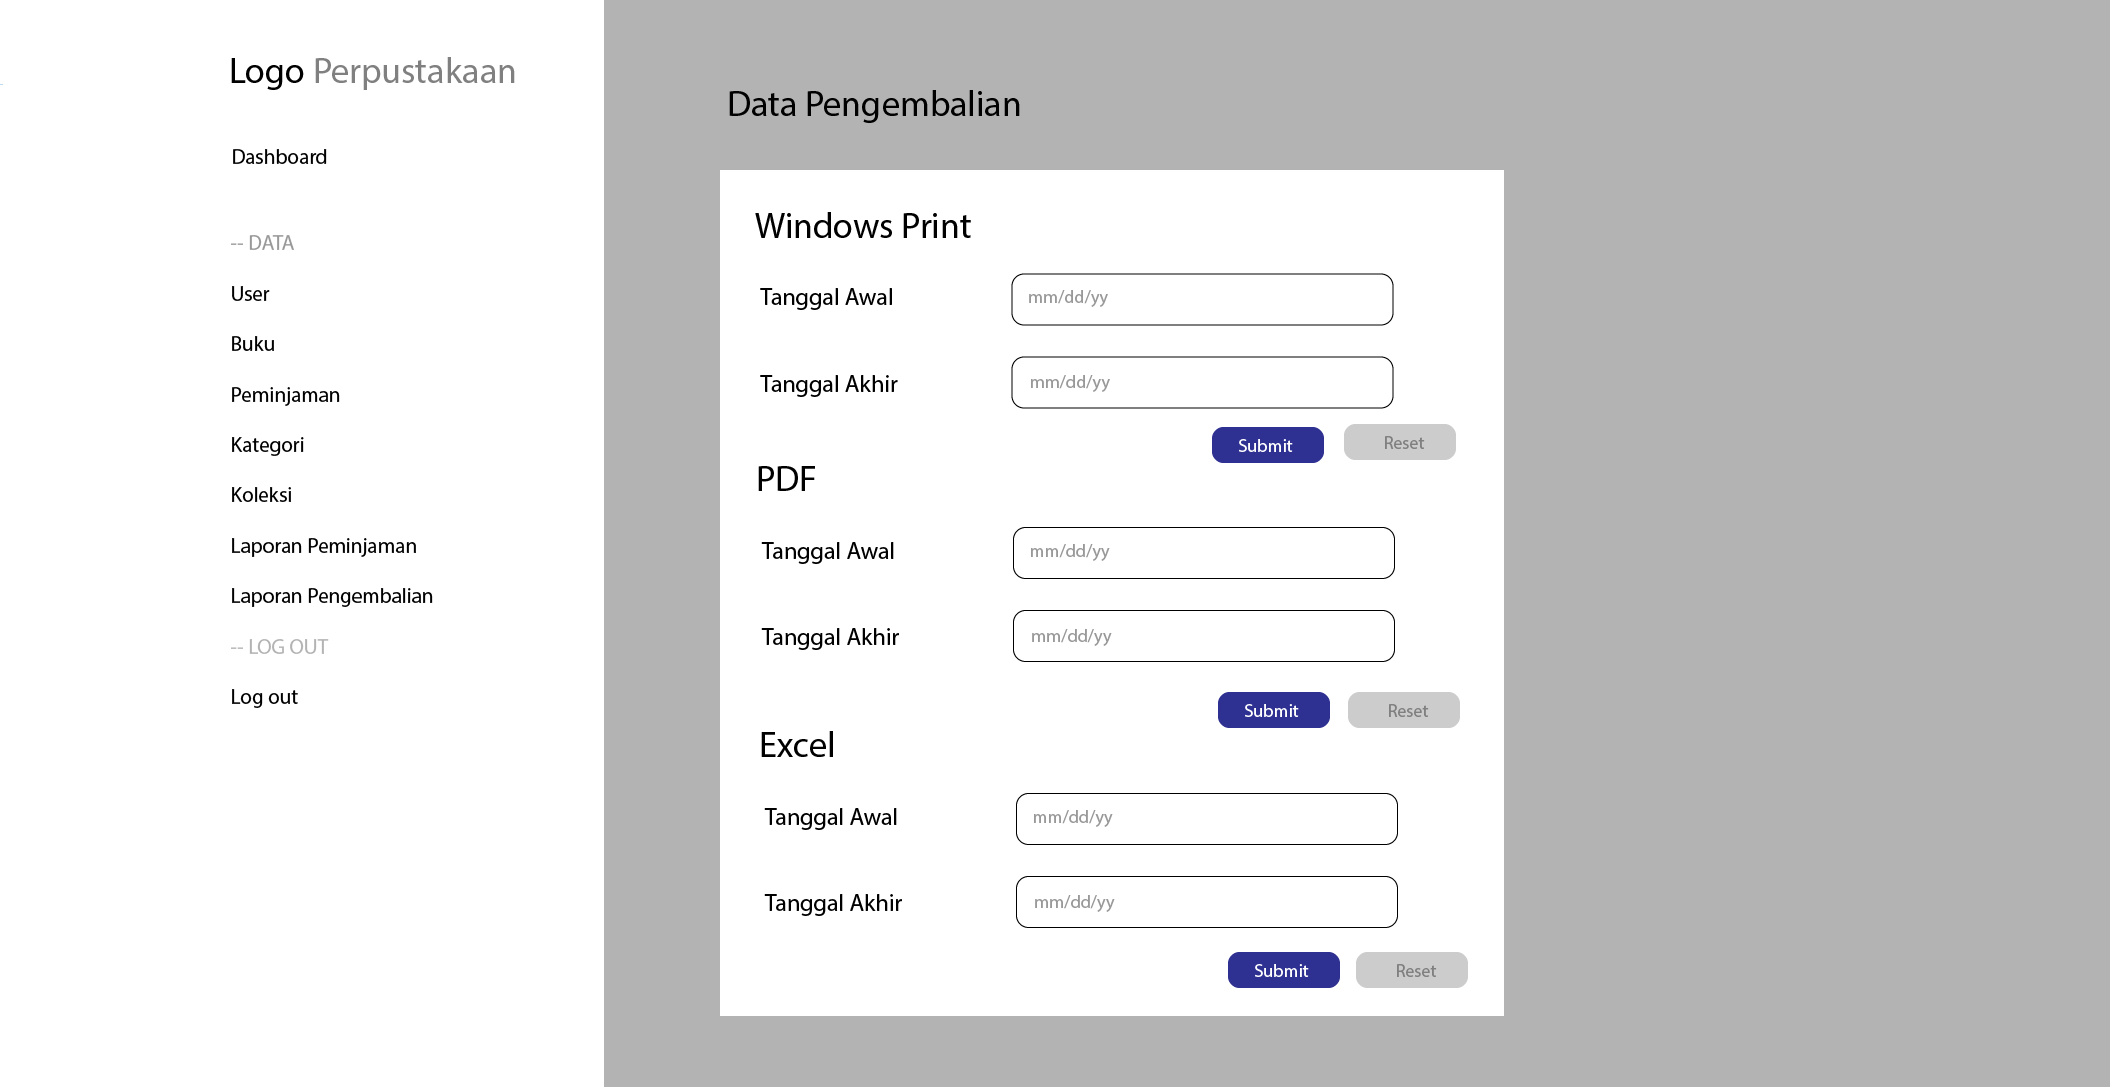 Logo Perpustakaan
Dashboard
-- DATA
User
Buku
Peminjaman
Kategori
Koleksi
Laporan Peminjaman
Laporan Pengembalian
-- LOG OUT
Log out
Data Pengembalian
Windows Print
Tanggal Awal mm/dd/yy
Tanggal Akhir mm/dd/yy
Submit Reset
PDF
Tanggal Awal mm/dd/yy
Tanggal Akhir mm/dd/yy
Submit Reset
Excel
Tanggal Awal mm/dd/yy
Tanggal Akhir mm/dd/yy
Submit Reset